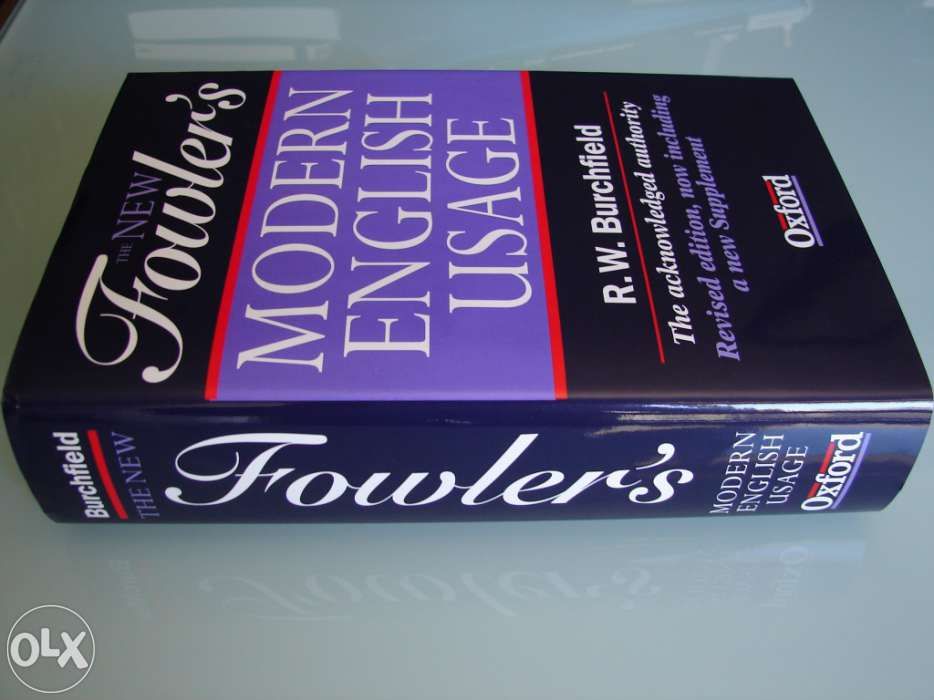 THE NEW
Fowler's
MODERN
ENGLISH
USAGE
R. W. Burchfield
The acknowledged authority
Revised edition, now including
a new Supplement
Oxford
Burchfield
THE NEW
Fowler's
MODERN
ENGLISH
USAGE
Oxford
OLX